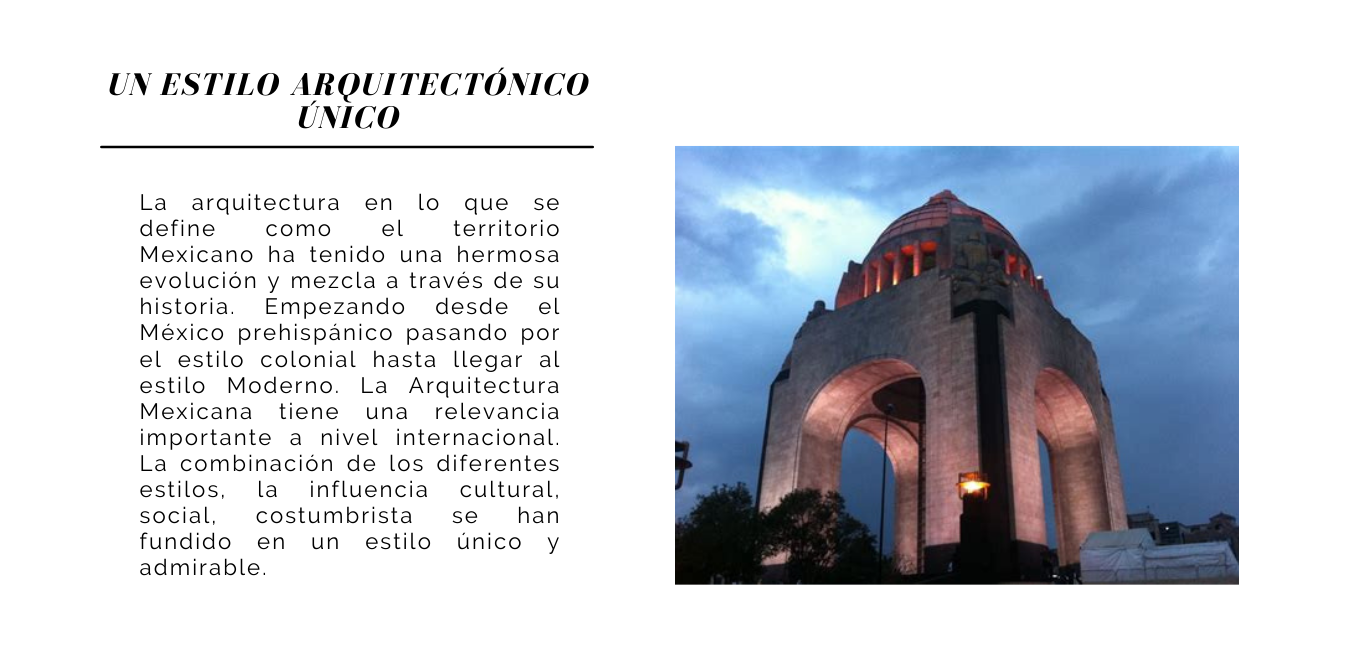 UN ESTILO ARQUITECTÓNICO
ÚNICO
La arquitectura en lo que se
define como el territorio
Mexicano ha tenido una hermosa
evolución y mezcla a través de su
historia. Empezando desde el
México prehispánico pasando por
el estilo colonial hasta llegar al
estilo Moderno. La Arquitectura
Mexicana tiene una relevancia
importante a nivel internacional.
La combinación de los diferentes
estilos, la influencia cultural,
social, costumbrista se han
fundido en un estilo único y
admirable.